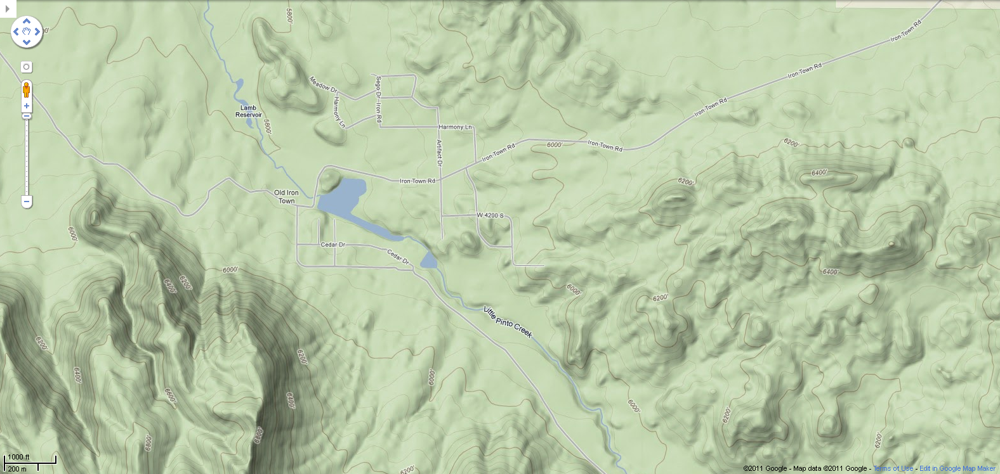 5800'
Iron Town Rd
Iron Town Rd
Meadow Dr
Sego Dr
Iron Rd
Harmony Ln
Iron Town Rd
Lamb
Reservoir
5800'
Harmony Ln
Artifact Dr
Iron Town Rd
6000'
Iron Town Rd
6200'
6400'
6200'
Iron Town Rd
Old Iron
Town
W 4200 S
6000'
Cedar Dr
Cedar Dr
6000'
6200'
6400'
6400'
6000'
6200'
Little Pinto Creek
6200'
6200'
6400'
6000'
6600'
6400'
6000'
6200'
6800'
6800'
6200'
6200'
1000 ft
200 m
©2011 Google - Map data ©2011 Google - Terms of Use - Edit in Google Map Maker